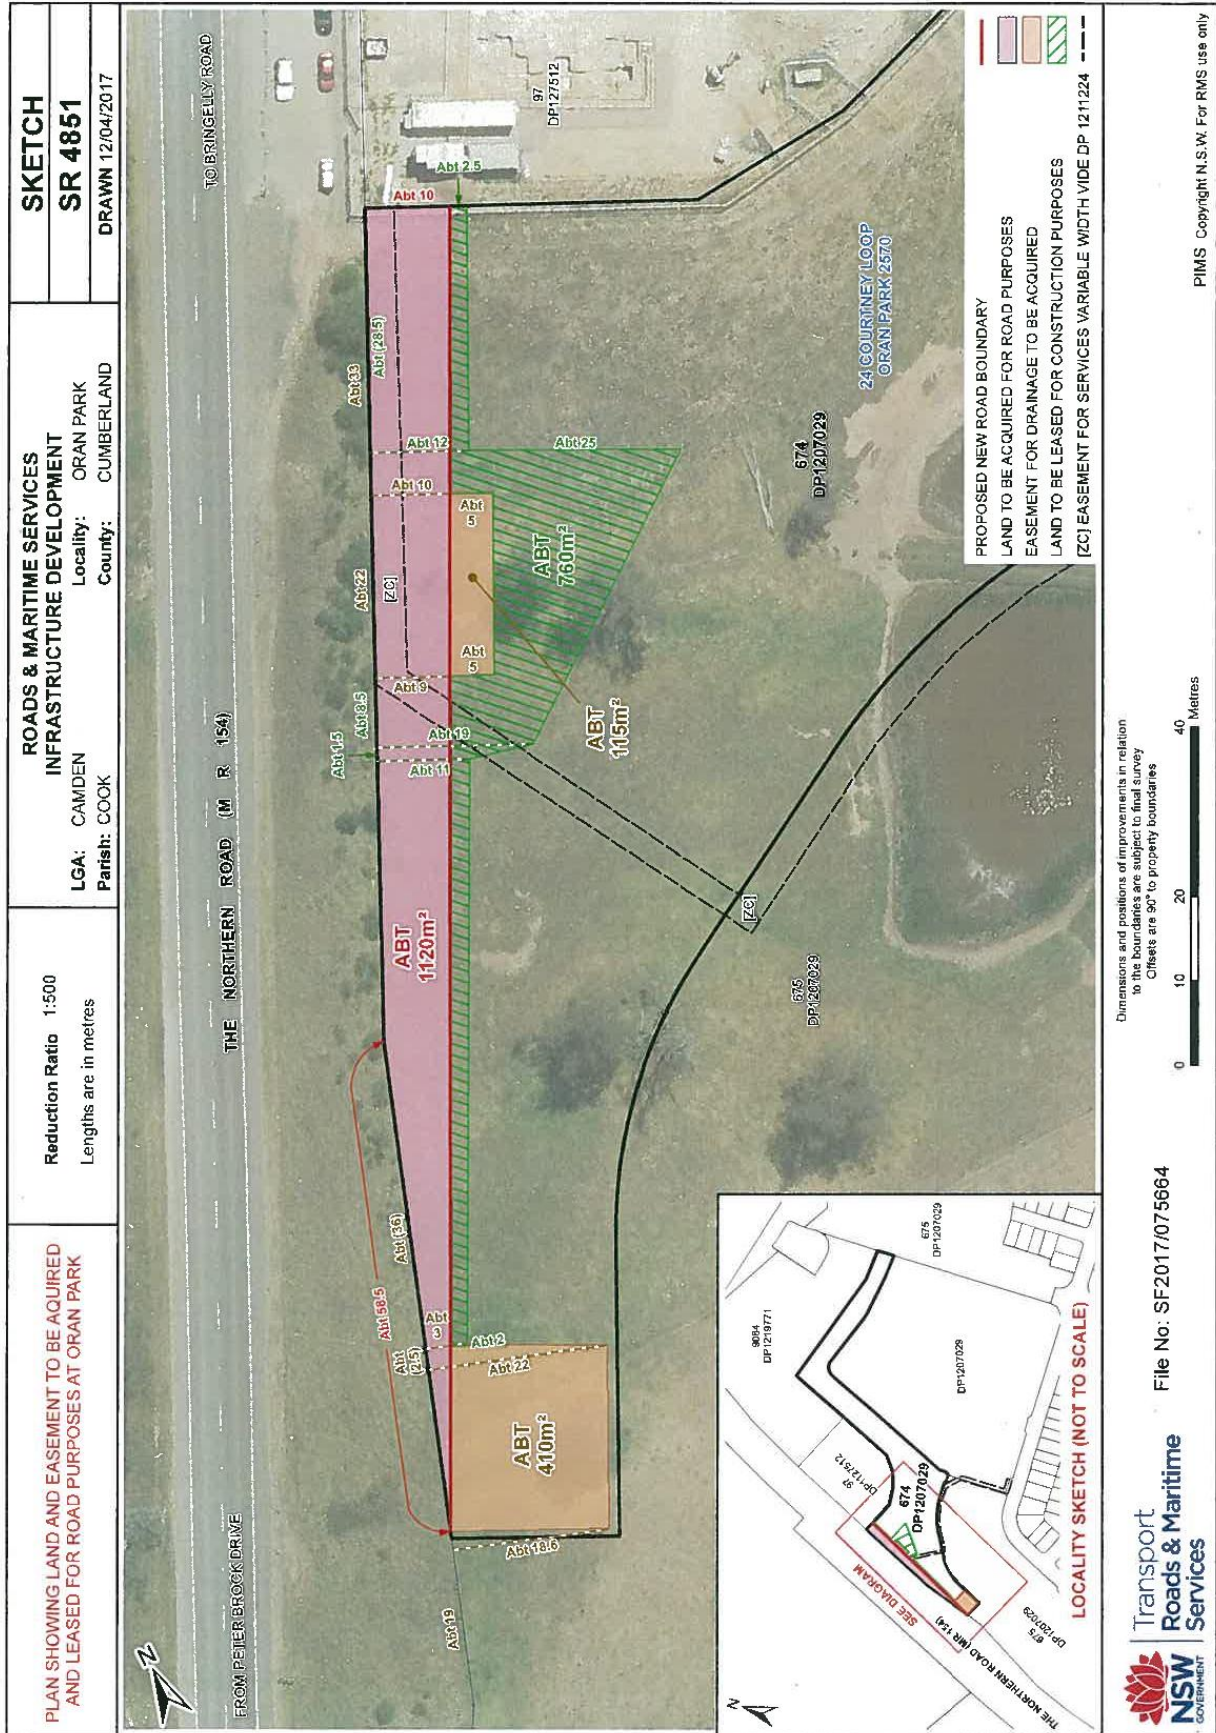 PLAN SHOWING LAND AND EASEMENT TO BE AQUIRED
AND LEASED FOR ROAD PURPOSES AT ORAN PARK
Reduction Ratio 1:500
Lengths are in metres
ROADS & MARITIME SERVICES
INFRASTRUCTURE DEVELOPMENT
LGA: CAMDEN Locality: ORAN PARK
Parish: COOK County: CUMBERLAND
SKETCH
SR 4851
DRAWN 12/04/2017
N
FROM PETER BROCK DRIVE
THE NORTHERN ROAD (M R 154)
TO BRINGELLY ROAD
Abt 19
Abt 18.6
Abt 58.5
Abt (36)
Abt
(2.5)
Abt
3
Abt 2
Abt 22
ABT
410m²
ABT
1120m²
Abt 1.5
Abt 8.5
Abt 11
Abt 19
Abt 9
Abt 22
[ZC]
Abt
5
Abt
5
Abt 10
Abt 12
Abt 33
Abt (28.5)
Abt 10
Abt 2.5
Abt 25
ABT
760m²
ABT
115m²
97
DP127512
24 COURTNEY LOOP
ORAN PARK 2570
674
DP1207029
[ZC]
675
DP1207029
PROPOSED NEW ROAD BOUNDARY
LAND TO BE ACQUIRED FOR ROAD PURPOSES
EASEMENT FOR DRAINAGE TO BE ACQUIRED
LAND TO BE LEASED FOR CONSTRUCTION PURPOSES
[ZC] EASEMENT FOR SERVICES VARIABLE WIDTH VIDE DP 1211224
N
THE NORTHERN ROAD (MR 154)
SEE DIAGRAM
97
DP1127512
674
DP1207029
675
DP1207029
9084
DP1219771
DP1207029
675
DP1207029
LOCALITY SKETCH (NOT TO SCALE)
NSW
GOVERNMENT
Transport
Roads & Maritime
Services
File No: SF2017/075664
Dimensions and positions of improvements in relation
to the boundaries are subject to final survey
Offsets are 90° to property boundaries
0 10 20 40 Metres
PIMS Copyright N.S.W. For RMS use only